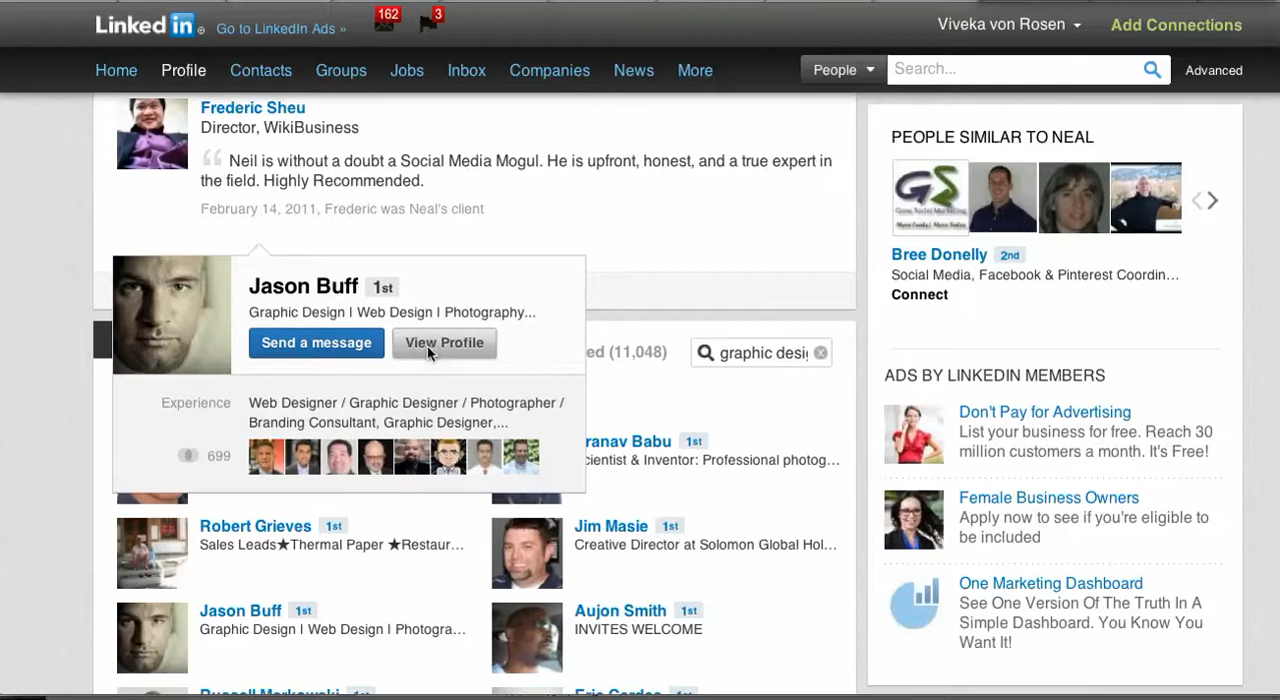 Linked in
Go to LinkedIn Ads »
162
3
Viveka von Rosen
Add Connections
Home
Profile
Contacts
Groups
Jobs
Inbox
Companies
News
More
People
Search...
Advanced
Frederic Sheu
Director, WikiBusiness
Neil is without a doubt a Social Media Mogul. He is upfront, honest, and a true expert in
the field. Highly Recommended.
February 14, 2011, Frederic was Neal's client
Jason Buff 1st
Graphic Design I Web Design I Photography...
Send a message
View Profile
Experience
Web Designer / Graphic Designer / Photographer /
Branding Consultant, Graphic Designer,...
699
ed (11,048)
graphic desi
ranav Babu 1st
cientist & Inventor: Professional photog...
Robert Grieves 1st
Sales Leads★Thermal Paper ★Restaur...
Jim Masie 1st
Creative Director at Solomon Global Hol...
Jason Buff 1st
Graphic Design I Web Design I Photogra...
Aujon Smith 1st
INVITES WELCOME
PEOPLE SIMILAR TO NEAL
GS
Bree Donelly 2nd
Social Media, Facebook & Pinterest Coordin...
Connect
ADS BY LINKEDIN MEMBERS
Don't Pay for Advertising
List your business for free. Reach 30
million customers a month. It's Free!
Female Business Owners
Apply now to see if you're eligible to
be included
One Marketing Dashboard
See One Version Of The Truth In A
Simple Dashboard. You Know You
Want It!